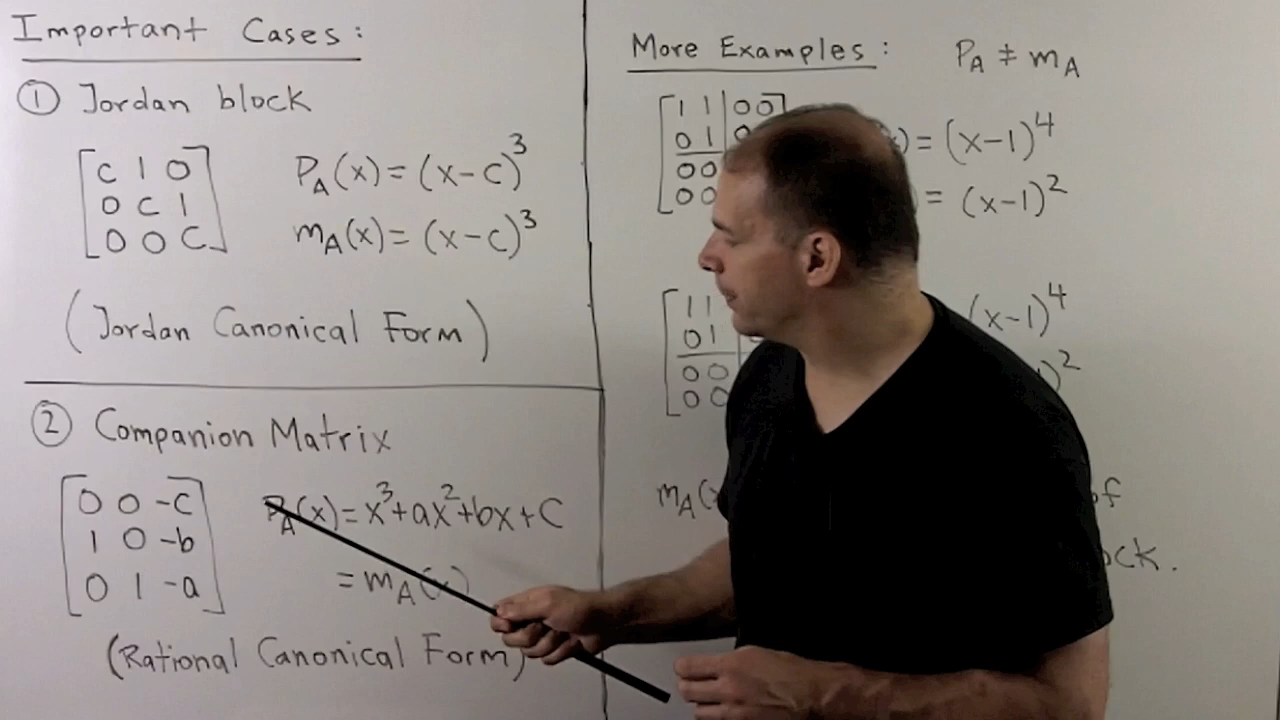 Important Cases:
① Jordan block
c 1 0
0 c 1
0 0 c
P_A(x) = (x-c)^3
m_A(x) = (x-c)^3
(Jordan Canonical Form)
② Companion Matrix
0 0 -c
1 0 -b
0 1 -a
P_A(x) = x^3+ax^2+bx+c
= m_A(x)
(Rational Canonical Form)
More Examples: P_A ≠ m_A
1 1 | 0 0
0 1 | 0
0 0
0 0
) = (x-1)^4
= (x-1)^2
1 1
0 1
0 0
0 0
(x-1)^4
)^2
m_A(
of
ock.